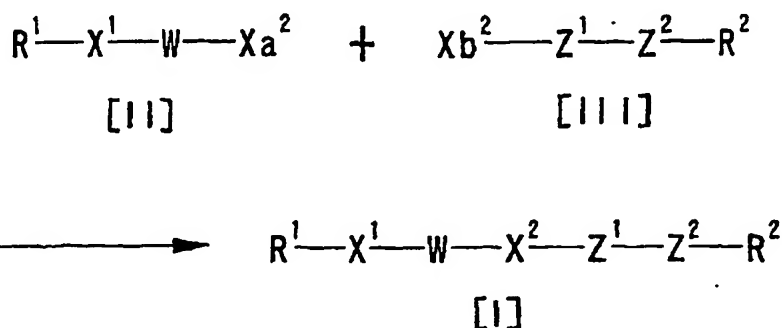 R¹—X¹—W—Xa² + Xb²—Z¹—Z²—R²
[II] [III]
R¹—X¹—W—X²—Z¹—Z²—R²
[I]